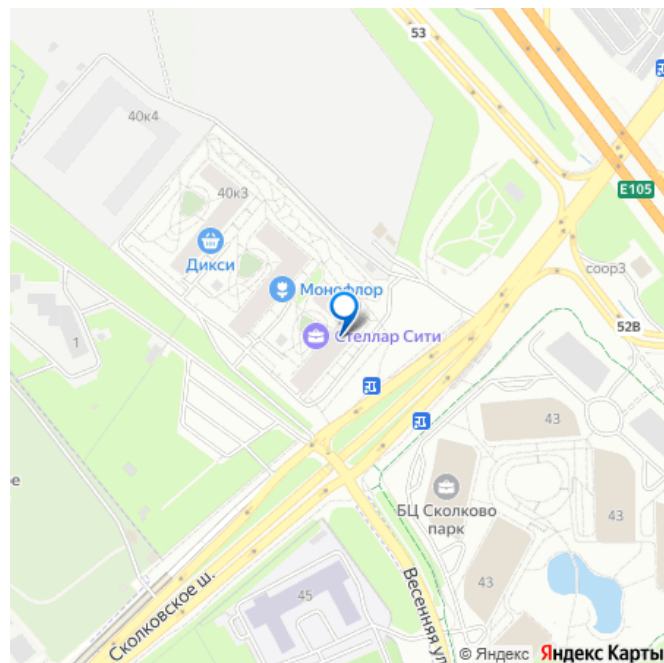 53
40к4
40к3
E105
Дикси
Монофлор
соор3
52В
Стеллар Сити
1
43
ое
БЦ Сколково
парк
43
43
Сколковское ш.
45
Весенняя ул
© Яндекс Яндекс Карты